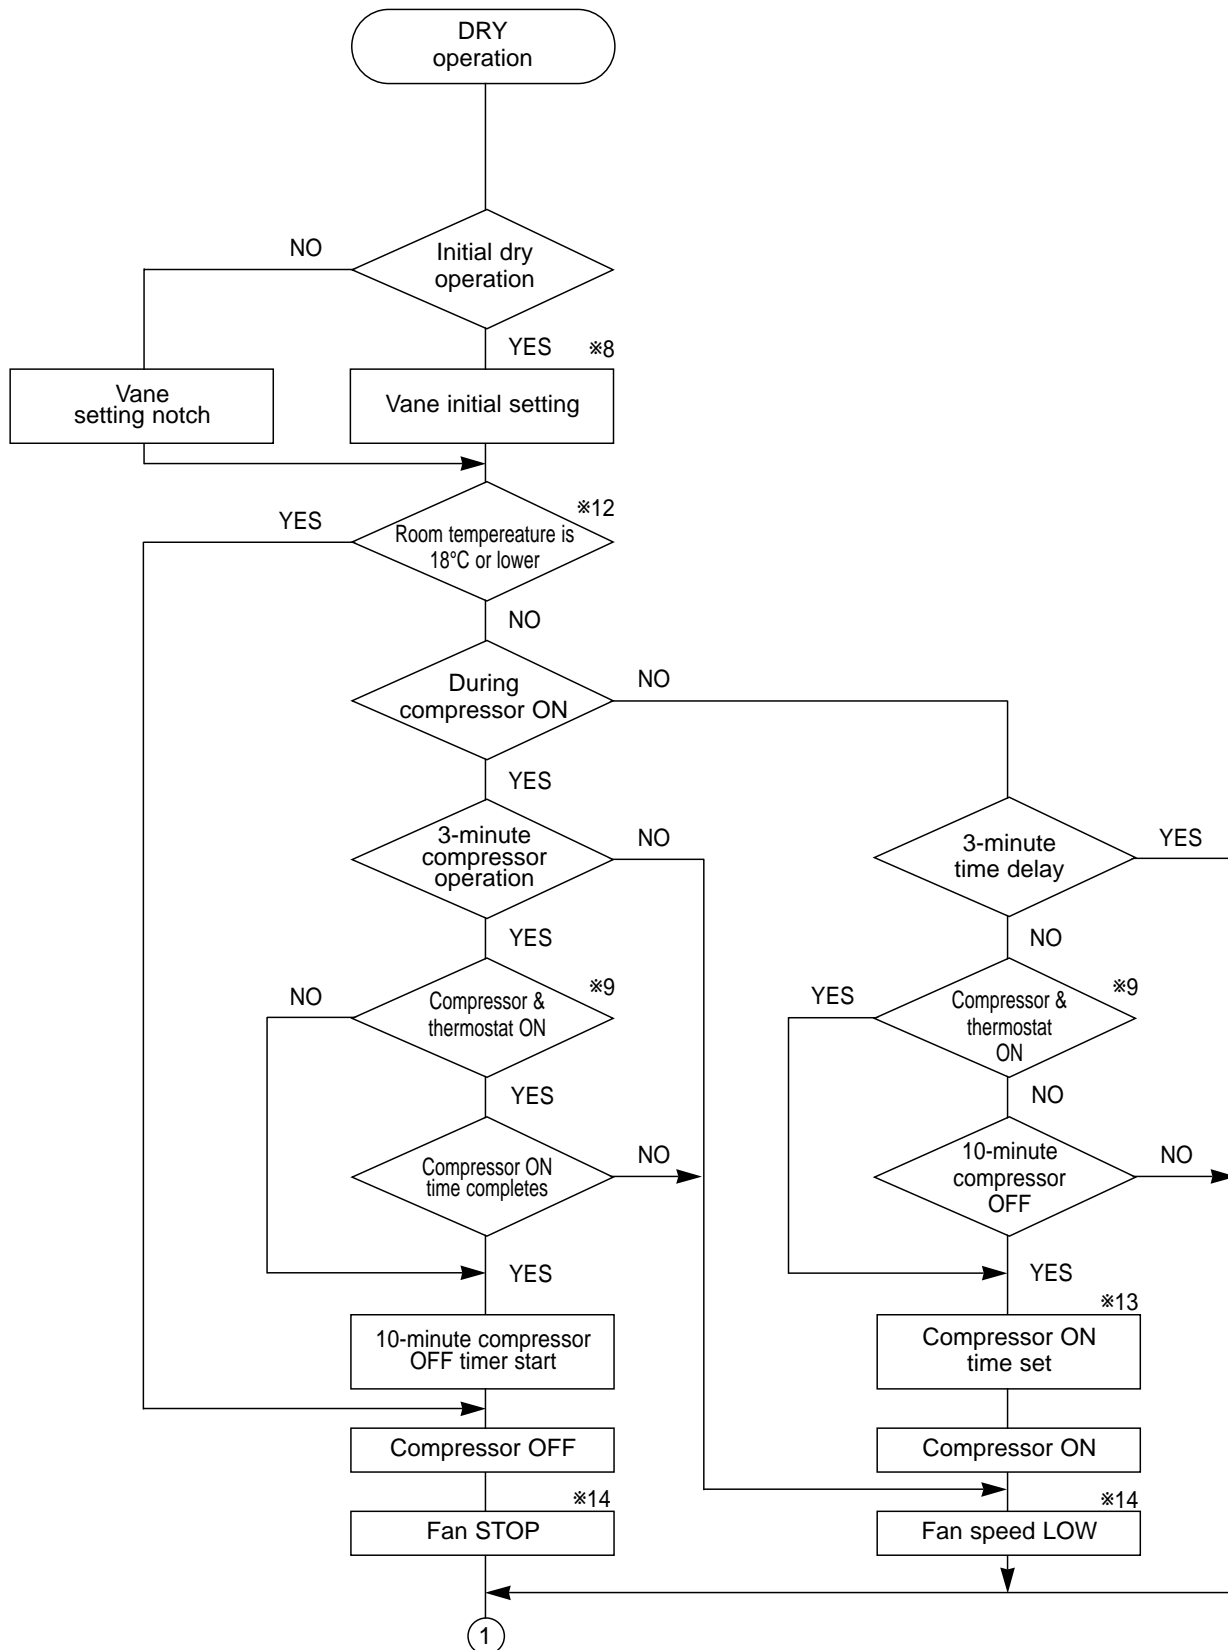 DRY
operation
NO
Initial dry
operation
YES
※8
Vane
setting notch
Vane initial setting
YES
※12
Room tempereature is
18°C or lower
NO
During
compressor ON
NO
YES
3-minute
compressor
operation
NO
3-minute
time delay
YES
YES
NO
NO
Compressor &
thermostat ON
※9
YES
Compressor &
thermostat
ON
※9
YES
NO
Compressor ON
time completes
NO
10-minute
compressor
OFF
NO
YES
YES
10-minute compressor
OFF timer start
※13
Compressor ON
time set
Compressor OFF
Compressor ON
※14
Fan STOP
※14
Fan speed LOW
1